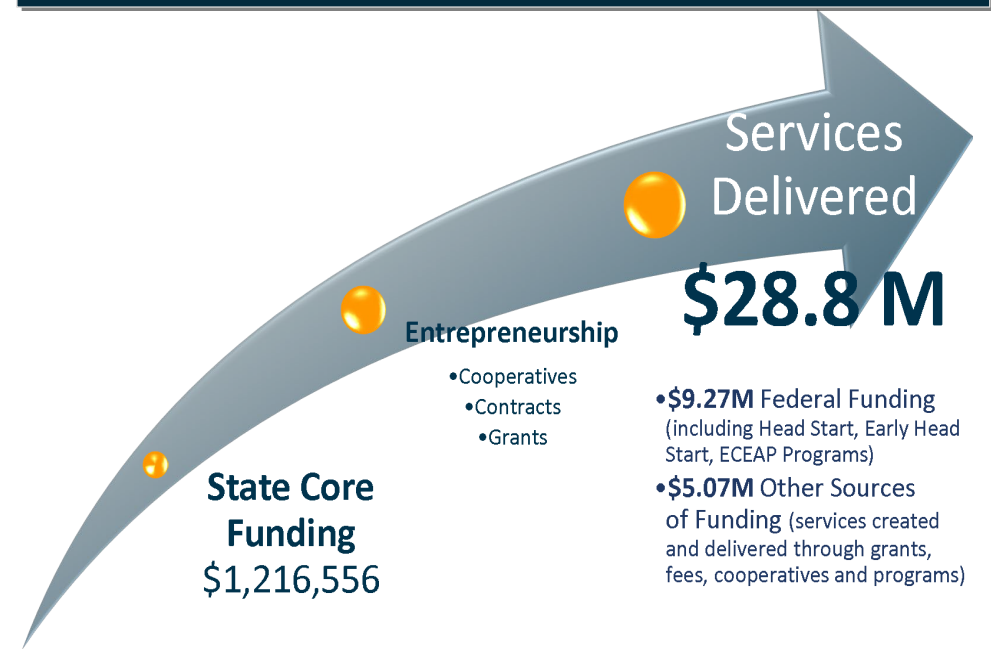 Services
Delivered
$28.8 M
Entrepreneurship
•Cooperatives
•Contracts
•Grants
State Core
Funding
$1,216,556
•$9.27M Federal Funding
(including Head Start, Early Head
Start, ECEAP Programs)
•$5.07M Other Sources
of Funding (services created
and delivered through grants,
fees, cooperatives and programs)